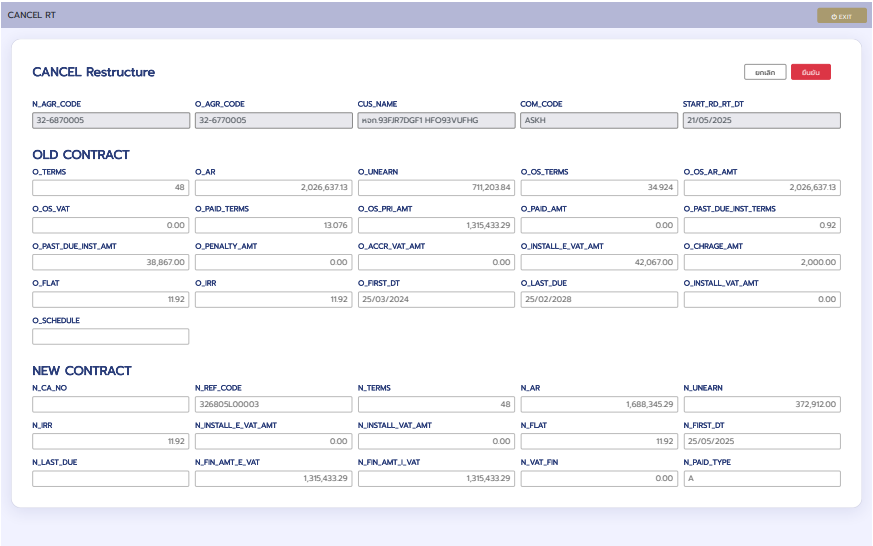 CANCEL RT
EXIT
CANCEL Restructure
ยกเลิก ยืนยัน
N_AGR_CODE O_AGR_CODE CUS_NAME COM_CODE START_RD_RT_DT
32-6870005 32-6770005 หจก.93FJR7DGF1 HFO93VUFHG ASKH 21/05/2025
OLD CONTRACT
O_TERMS O_AR O_UNEARN O_OS_TERMS O_OS_AR_AMT
48 2,026,637.13 711,203.84 34.924 2,026,637.13
O_OS_VAT O_PAID_TERMS O_OS_PRI_AMT O_PAID_AMT O_PAST_DUE_INST_TERMS
0.00 13.076 1,315,433.29 0.00 0.92
O_PAST_DUE_INST_AMT O_PENALTY_AMT O_ACCR_VAT_AMT O_INSTALL_E_VAT_AMT O_CHRAGE_AMT
38,867.00 0.00 0.00 42,067.00 2,000.00
O_FLAT O_IRR O_FIRST_DT O_LAST_DUE O_INSTALL_VAT_AMT
11.92 11.92 25/03/2024 25/02/2028 0.00
O_SCHEDULE
NEW CONTRACT
N_CA_NO N_REF_CODE N_TERMS N_AR N_UNEARN
326805L00003 48 1,688,345.29 372,912.00
N_IRR N_INSTALL_E_VAT_AMT N_INSTALL_VAT_AMT N_FLAT N_FIRST_DT
11.92 0.00 0.00 11.92 25/05/2025
N_LAST_DUE N_FIN_AMT_E_VAT N_FIN_AMT_I_VAT N_VAT_FIN N_PAID_TYPE
1,315,433.29 1,315,433.29 0.00 A